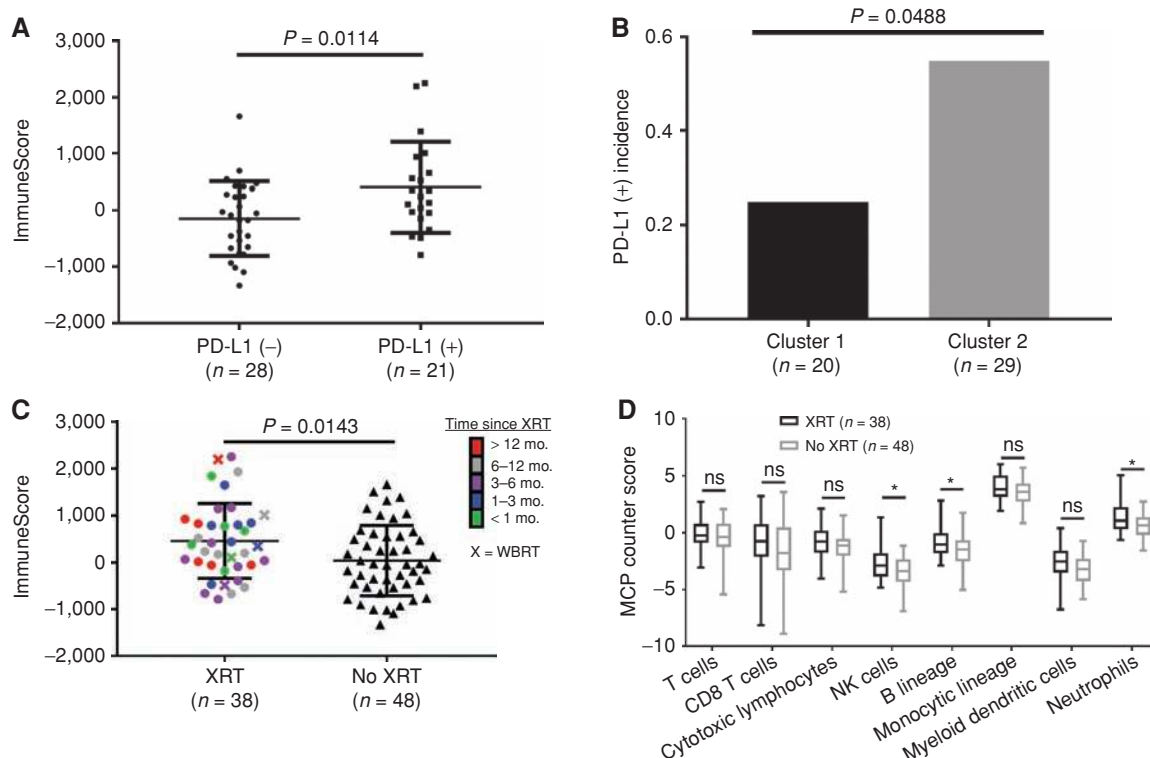 A
3,000
2,000
1,000
0
–1,000
–2,000
ImmuneScore
P = 0.0114
PD-L1 (–)
(n = 28)
PD-L1 (+)
(n = 21)
B
0.6
0.4
0.2
0.0
PD-L1 (+) incidence
P = 0.0488
Cluster 1
(n = 20)
Cluster 2
(n = 29)
C
3,000
2,000
1,000
0
–1,000
–2,000
ImmuneScore
P = 0.0143
Time since XRT
> 12 mo.
6–12 mo.
3–6 mo.
1–3 mo.
< 1 mo.
X = WBRT
XRT
(n = 38)
No XRT
(n = 48)
D
10
5
0
–5
–10
MCP counter score
XRT (n = 38)
No XRT (n = 48)
ns
ns
ns
*
*
ns
ns
*
T cells
CD8 T cells
Cytotoxic lymphocytes
NK cells
B lineage
Monocytic lineage
Myeloid dendritic cells
Neutrophils